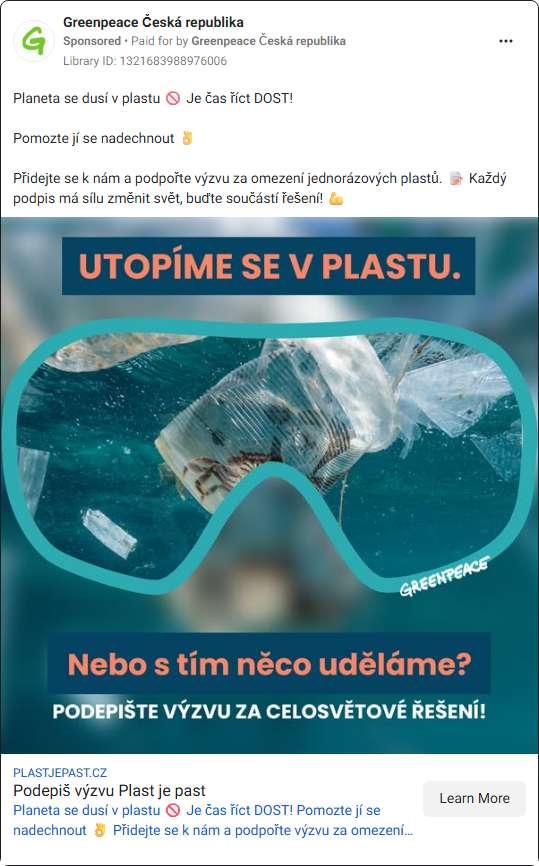 Greenpeace Česká republika
Sponsored • Paid for by Greenpeace Česká republika
Library ID: 1321683988976006
Planeta se dusí v plastu 🚫 Je čas říct DOST!
Pomozte jí se nadechnout 👌
Přidejte se k nám a podpořte výzvu za omezení jednorázových plastů. 📝 Každý
podpis má sílu změnit svět, buďte součástí řešení! 💪
UTOPÍME SE V PLASTU.
GREENPEACE
Nebo s tím něco uděláme?
PODEPIŠTE VÝZVU ZA CELOSVĚTOVÉ ŘEŠENÍ!
PLASTJEPAST.CZ
Podepiš výzvu Plast je past
Planeta se dusí v plastu 🚫 Je čas říct DOST! Pomozte jí se
nadechnout 👌 Přidejte se k nám a podpořte výzvu za omezení…
Learn More